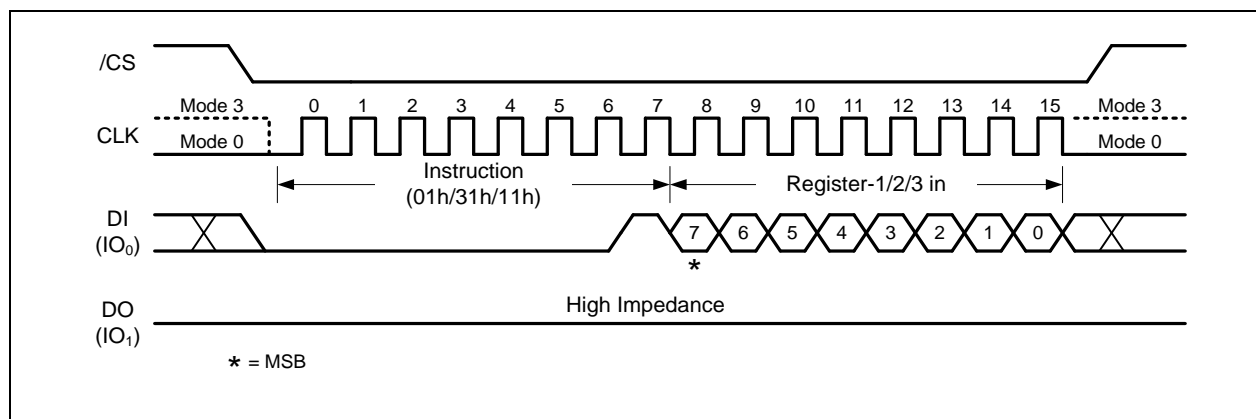 /CS
Mode 3 0 1 2 3 4 5 6 7 8 9 10 11 12 13 14 15 Mode 3
CLK
Mode 0 Mode 0
Instruction
(01h/31h/11h)
Register-1/2/3 in
DI
(IO₀)
7 6 5 4 3 2 1 0
*
High Impedance
DO
(IO₁)
* = MSB